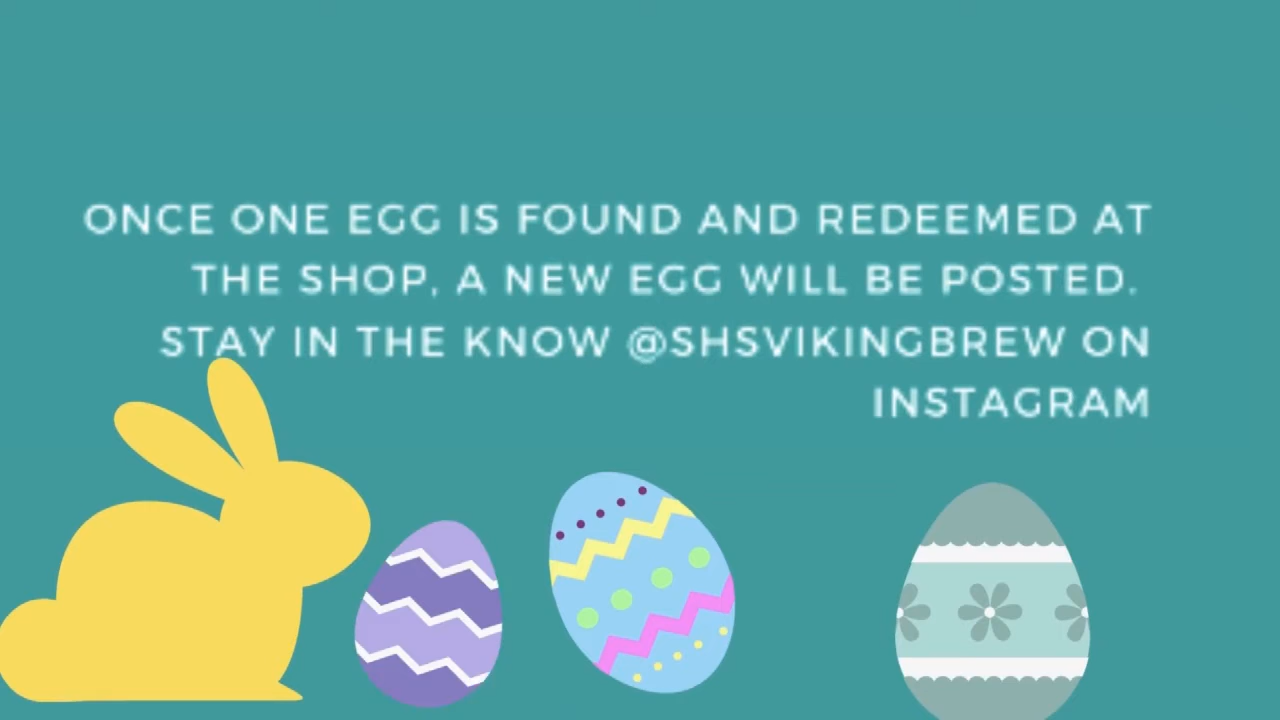 ONCE ONE EGG IS FOUND AND REDEEMED AT
THE SHOP, A NEW EGG WILL BE POSTED.
STAY IN THE KNOW @SHSVIKINGBREW ON
INSTAGRAM